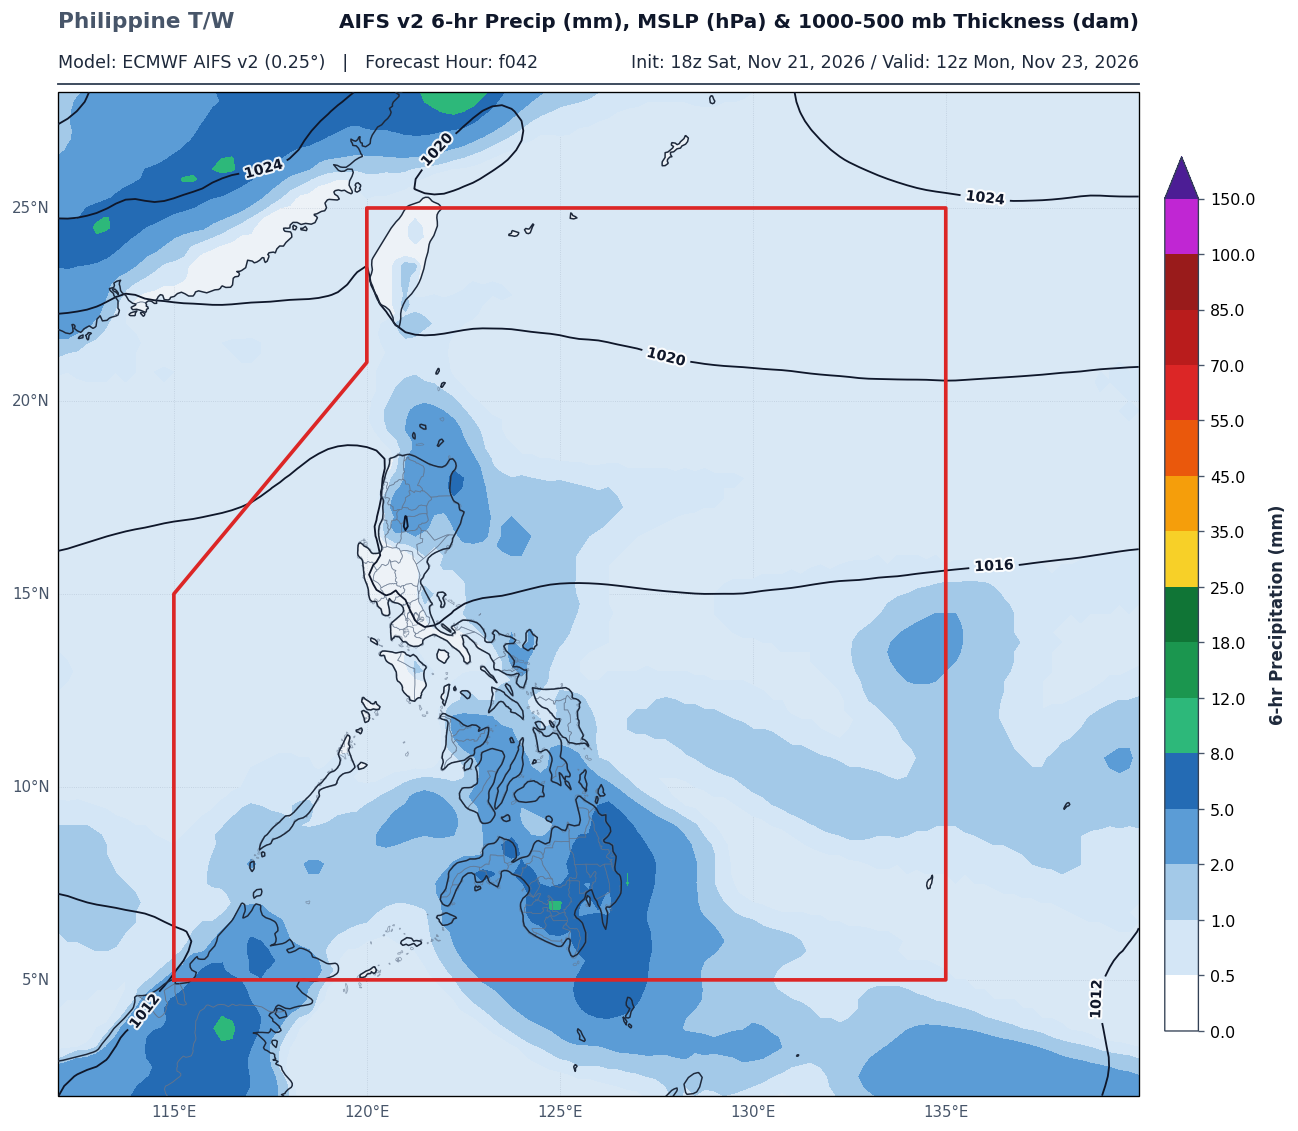 Philippine T/W
AIFS v2 6-hr Precip (mm), MSLP (hPa) & 1000-500 mb Thickness (dam)
Model: ECMWF AIFS v2 (0.25°) | Forecast Hour: f042
Init: 18z Sat, Nov 21, 2026 / Valid: 12z Mon, Nov 23, 2026
1020
1024
1024
25°N
1020
20°N
1016
15°N
10°N
5°N
1012
1012
115°E
120°E
125°E
130°E
135°E
150.0
100.0
85.0
70.0
55.0
45.0
35.0
25.0
18.0
12.0
8.0
5.0
2.0
1.0
0.5
0.0
6-hr Precipitation (mm)